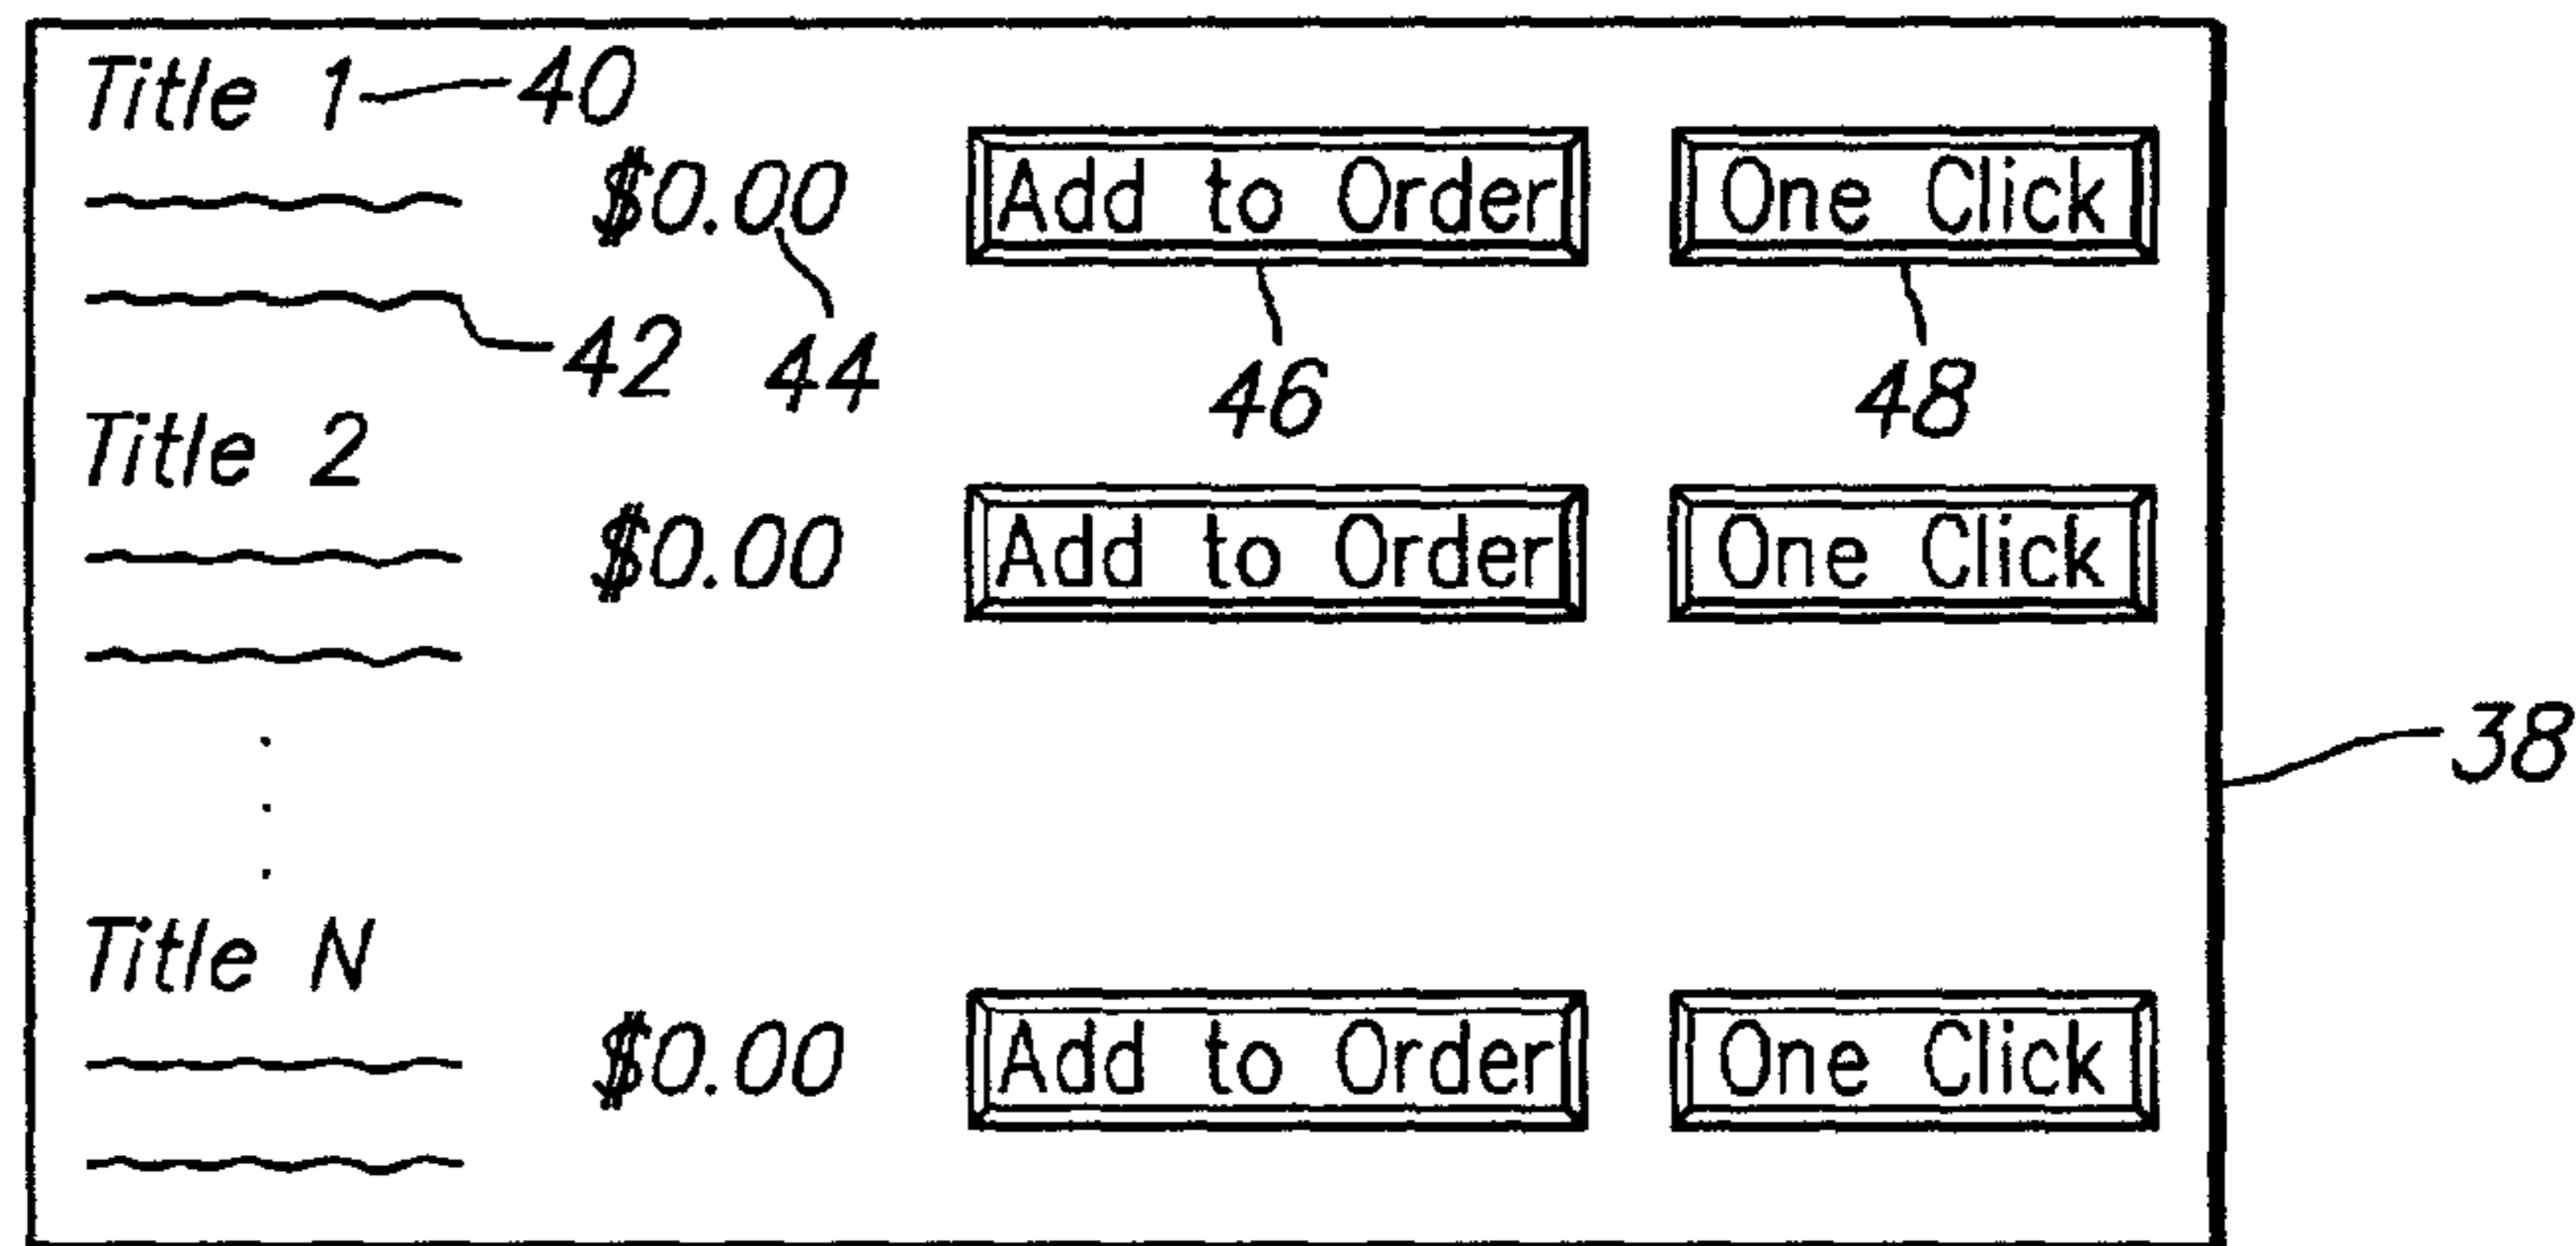 Title 1 40
$0.00 Add to Order One Click
42 44 46 48
Title 2
$0.00 Add to Order One Click
38
Title N
$0.00 Add to Order One Click